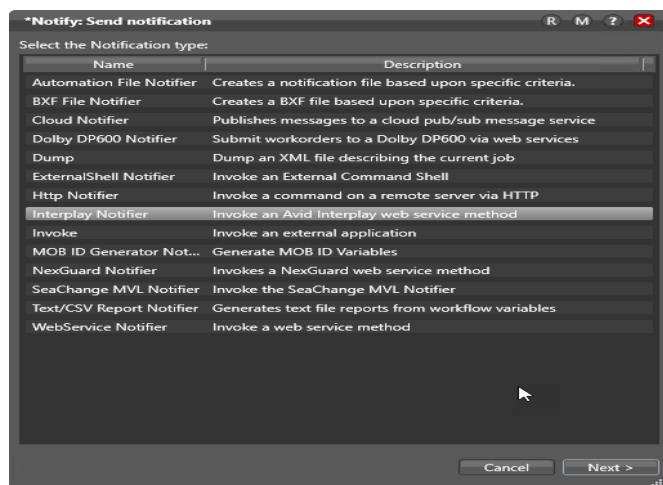 *Notify: Send notification R M ?
Select the Notification type:
Name Description
Automation File Notifier Creates a notification file based upon specific criteria.
BXF File Notifier Creates a BXF file based upon specific criteria.
Cloud Notifier Publishes messages to a cloud pub/sub message service
Dolby DP600 Notifier Submit workorders to a Dolby DP600 via web services
Dump Dump an XML file describing the current job
ExternalShell Notifier Invoke an External Command Shell
Http Notifier Invoke a command on a remote server via HTTP
Interplay Notifier Invoke an Avid Interplay web service method
Invoke Invoke an external application
MOB ID Generator Not... Generate MOB ID Variables
NexGuard Notifier Invokes a NexGuard web service method
SeaChange MVL Notifier Invoke the SeaChange MVL Notifier
Text/CSV Report Notifier Generates text file reports from workflow variables
WebService Notifier Invoke a web service method
Cancel Next >